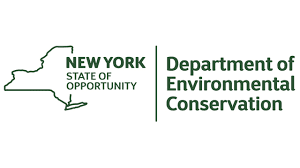 NEW YORK
STATE OF
OPPORTUNITY
Department of
Environmental
Conservation